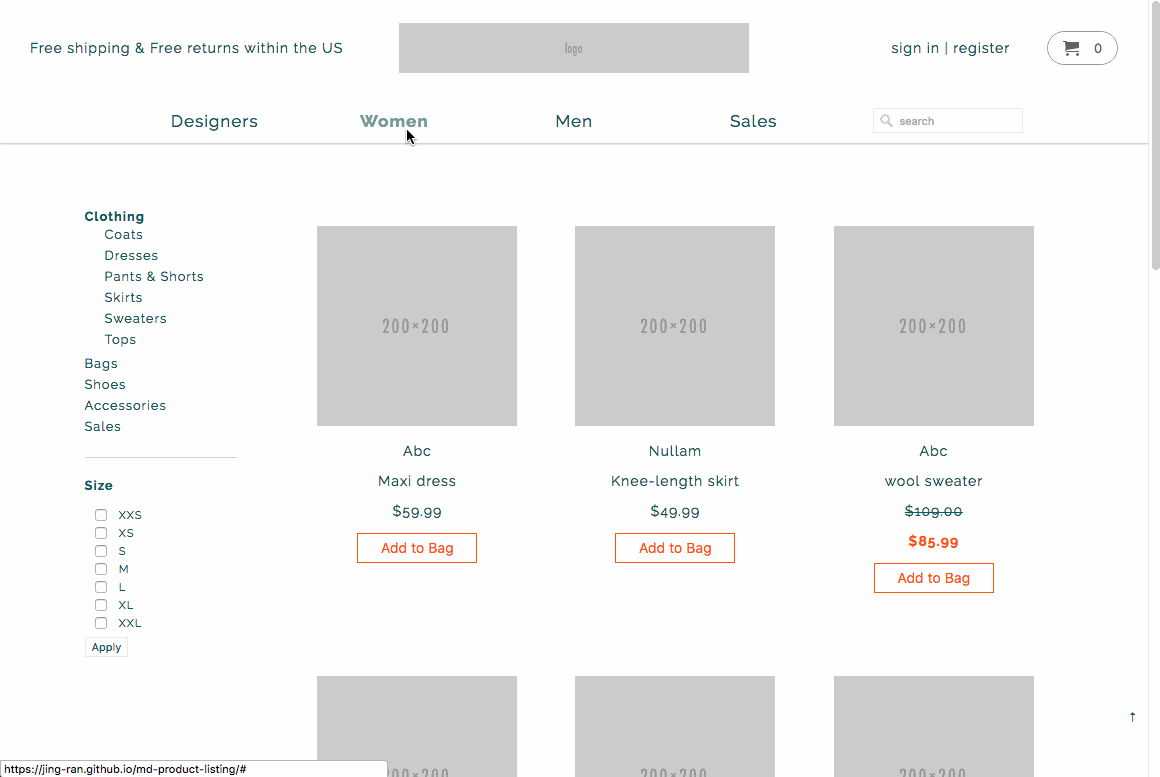 Free shipping & Free returns within the US
logo
sign in | register
0
Designers
Women
Men
Sales
search
Clothing
Coats
Dresses
Pants & Shorts
Skirts
Sweaters
Tops
Bags
Shoes
Accessories
Sales
Size
XXS
XS
S
M
L
XL
XXL
Apply
200×200
200×200
200×200
Abc
Nullam
Abc
Maxi dress
Knee-length skirt
wool sweater
$59.99
$49.99
$109.00
$85.99
Add to Bag
Add to Bag
Add to Bag
200×200
200×200
200×200
↑
https://jing-ran.github.io/md-product-listing/#